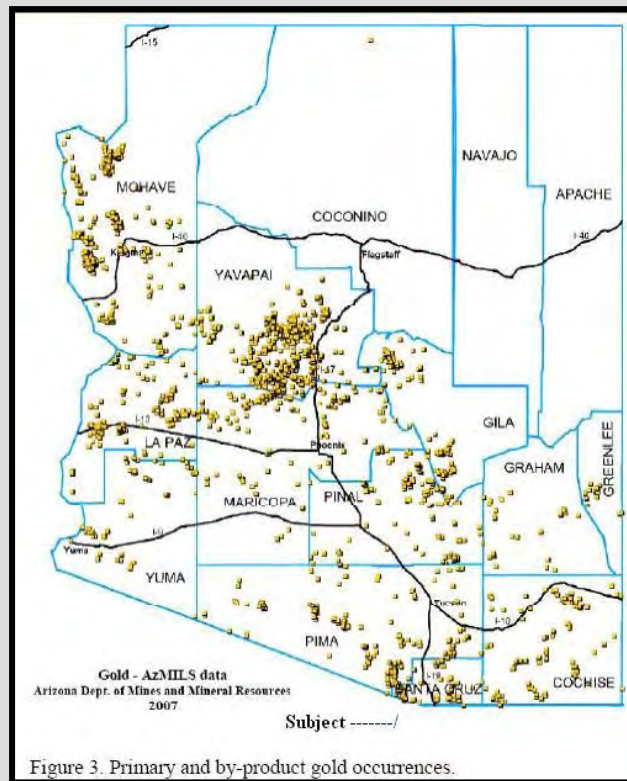 I-15
NAVAJO
MOHAVE
APACHE
COCONINO
I-40
I-40
Kingman
Flagstaff
YAVAPAI
I-17
I-10
GILA
LA PAZ
Phoenix
GRAHAM
GREENLEE
MARICOPA
PINAL
I-8
Yuma
YUMA
Tucson
I-10
PIMA
I-19
SANTA CRUZ
COCHISE
Gold - AzMILS data
Arizona Dept. of Mines and Mineral Resources
2007
Subject -------/
Figure 3. Primary and by-product gold occurrences.